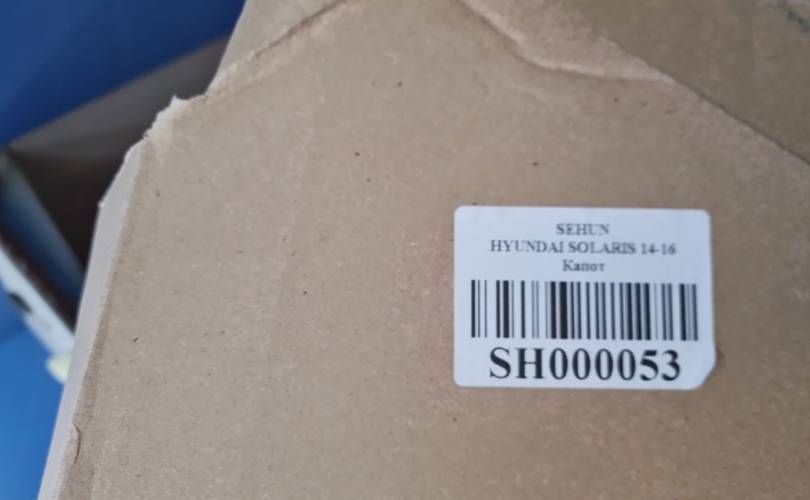 SEHUN
HYUNDAI SOLARIS 14-16
Капот
SH000053